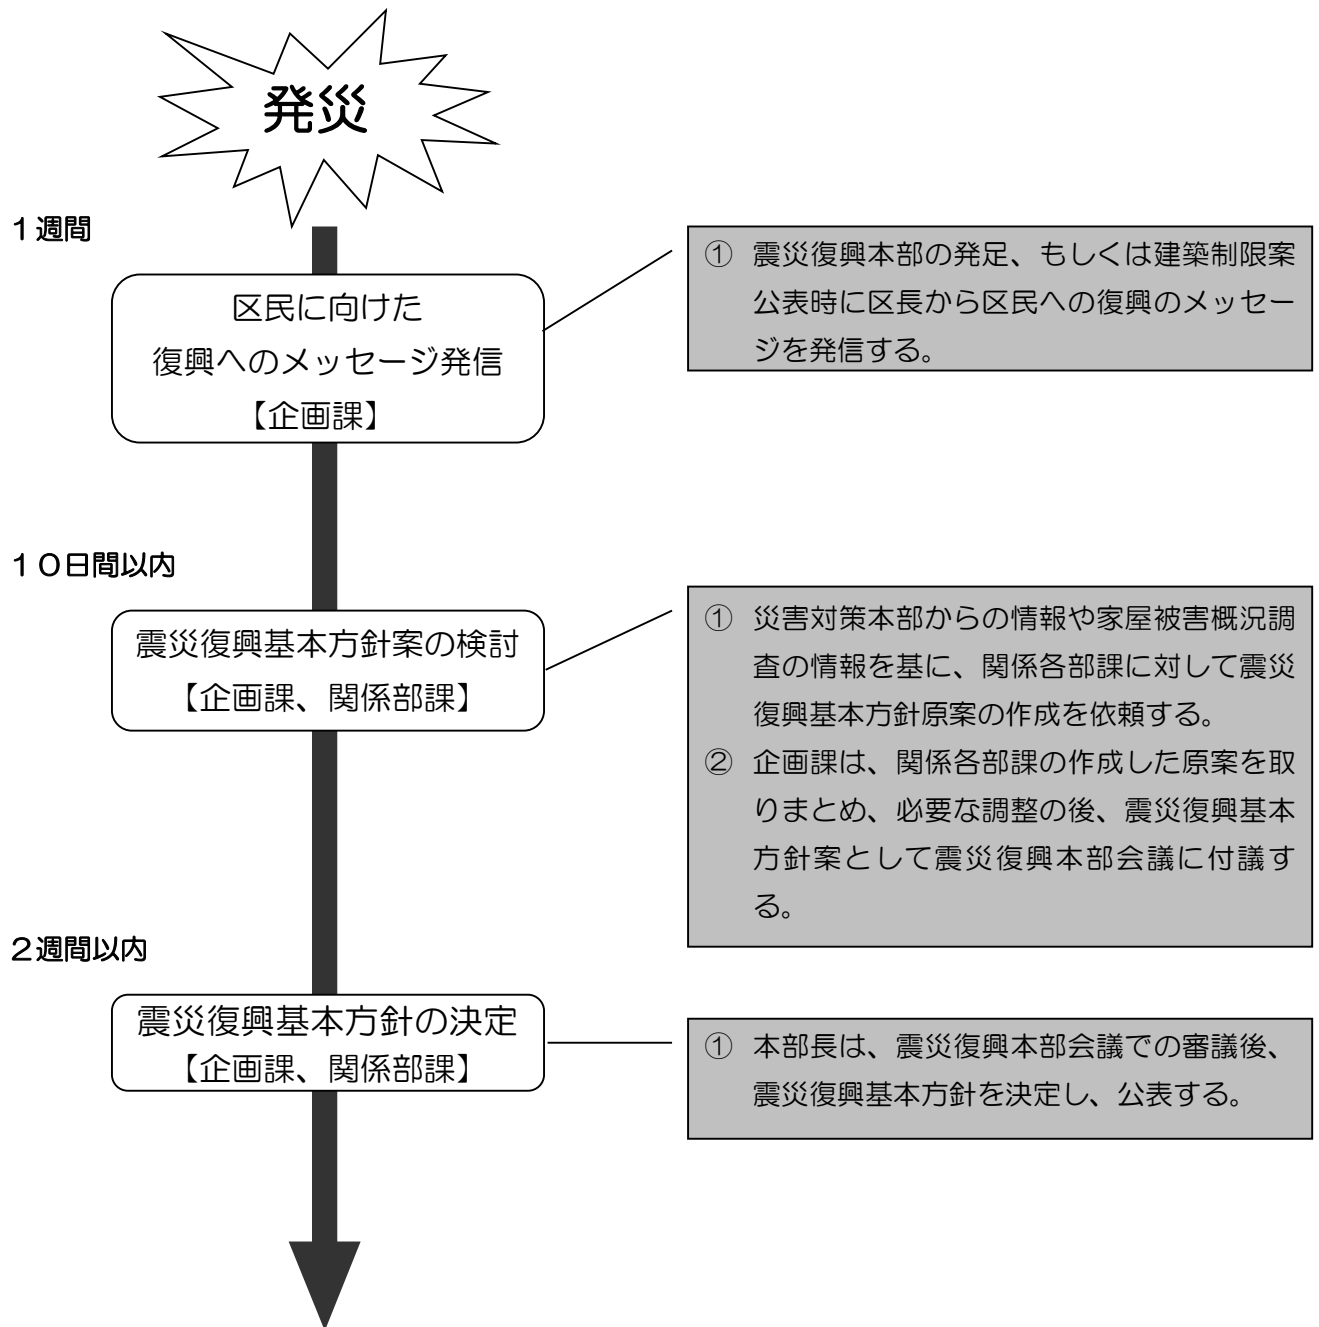 発災
１週間
区民に向けた
復興へのメッセージ発信
【企画課】
① 震災復興本部の発足、もしくは建築制限案
公表時に区長から区民への復興のメッセー
ジを発信する。
１０日間以内
震災復興基本方針案の検討
【企画課、関係部課】
① 災害対策本部からの情報や家屋被害概況調
査の情報を基に、関係各部課に対して震災
復興基本方針原案の作成を依頼する。
② 企画課は、関係各部課の作成した原案を取
りまとめ、必要な調整の後、震災復興基本
方針案として震災復興本部会議に付議す
る。
２週間以内
震災復興基本方針の決定
【企画課、関係部課】
① 本部長は、震災復興本部会議での審議後、
震災復興基本方針を決定し、公表する。